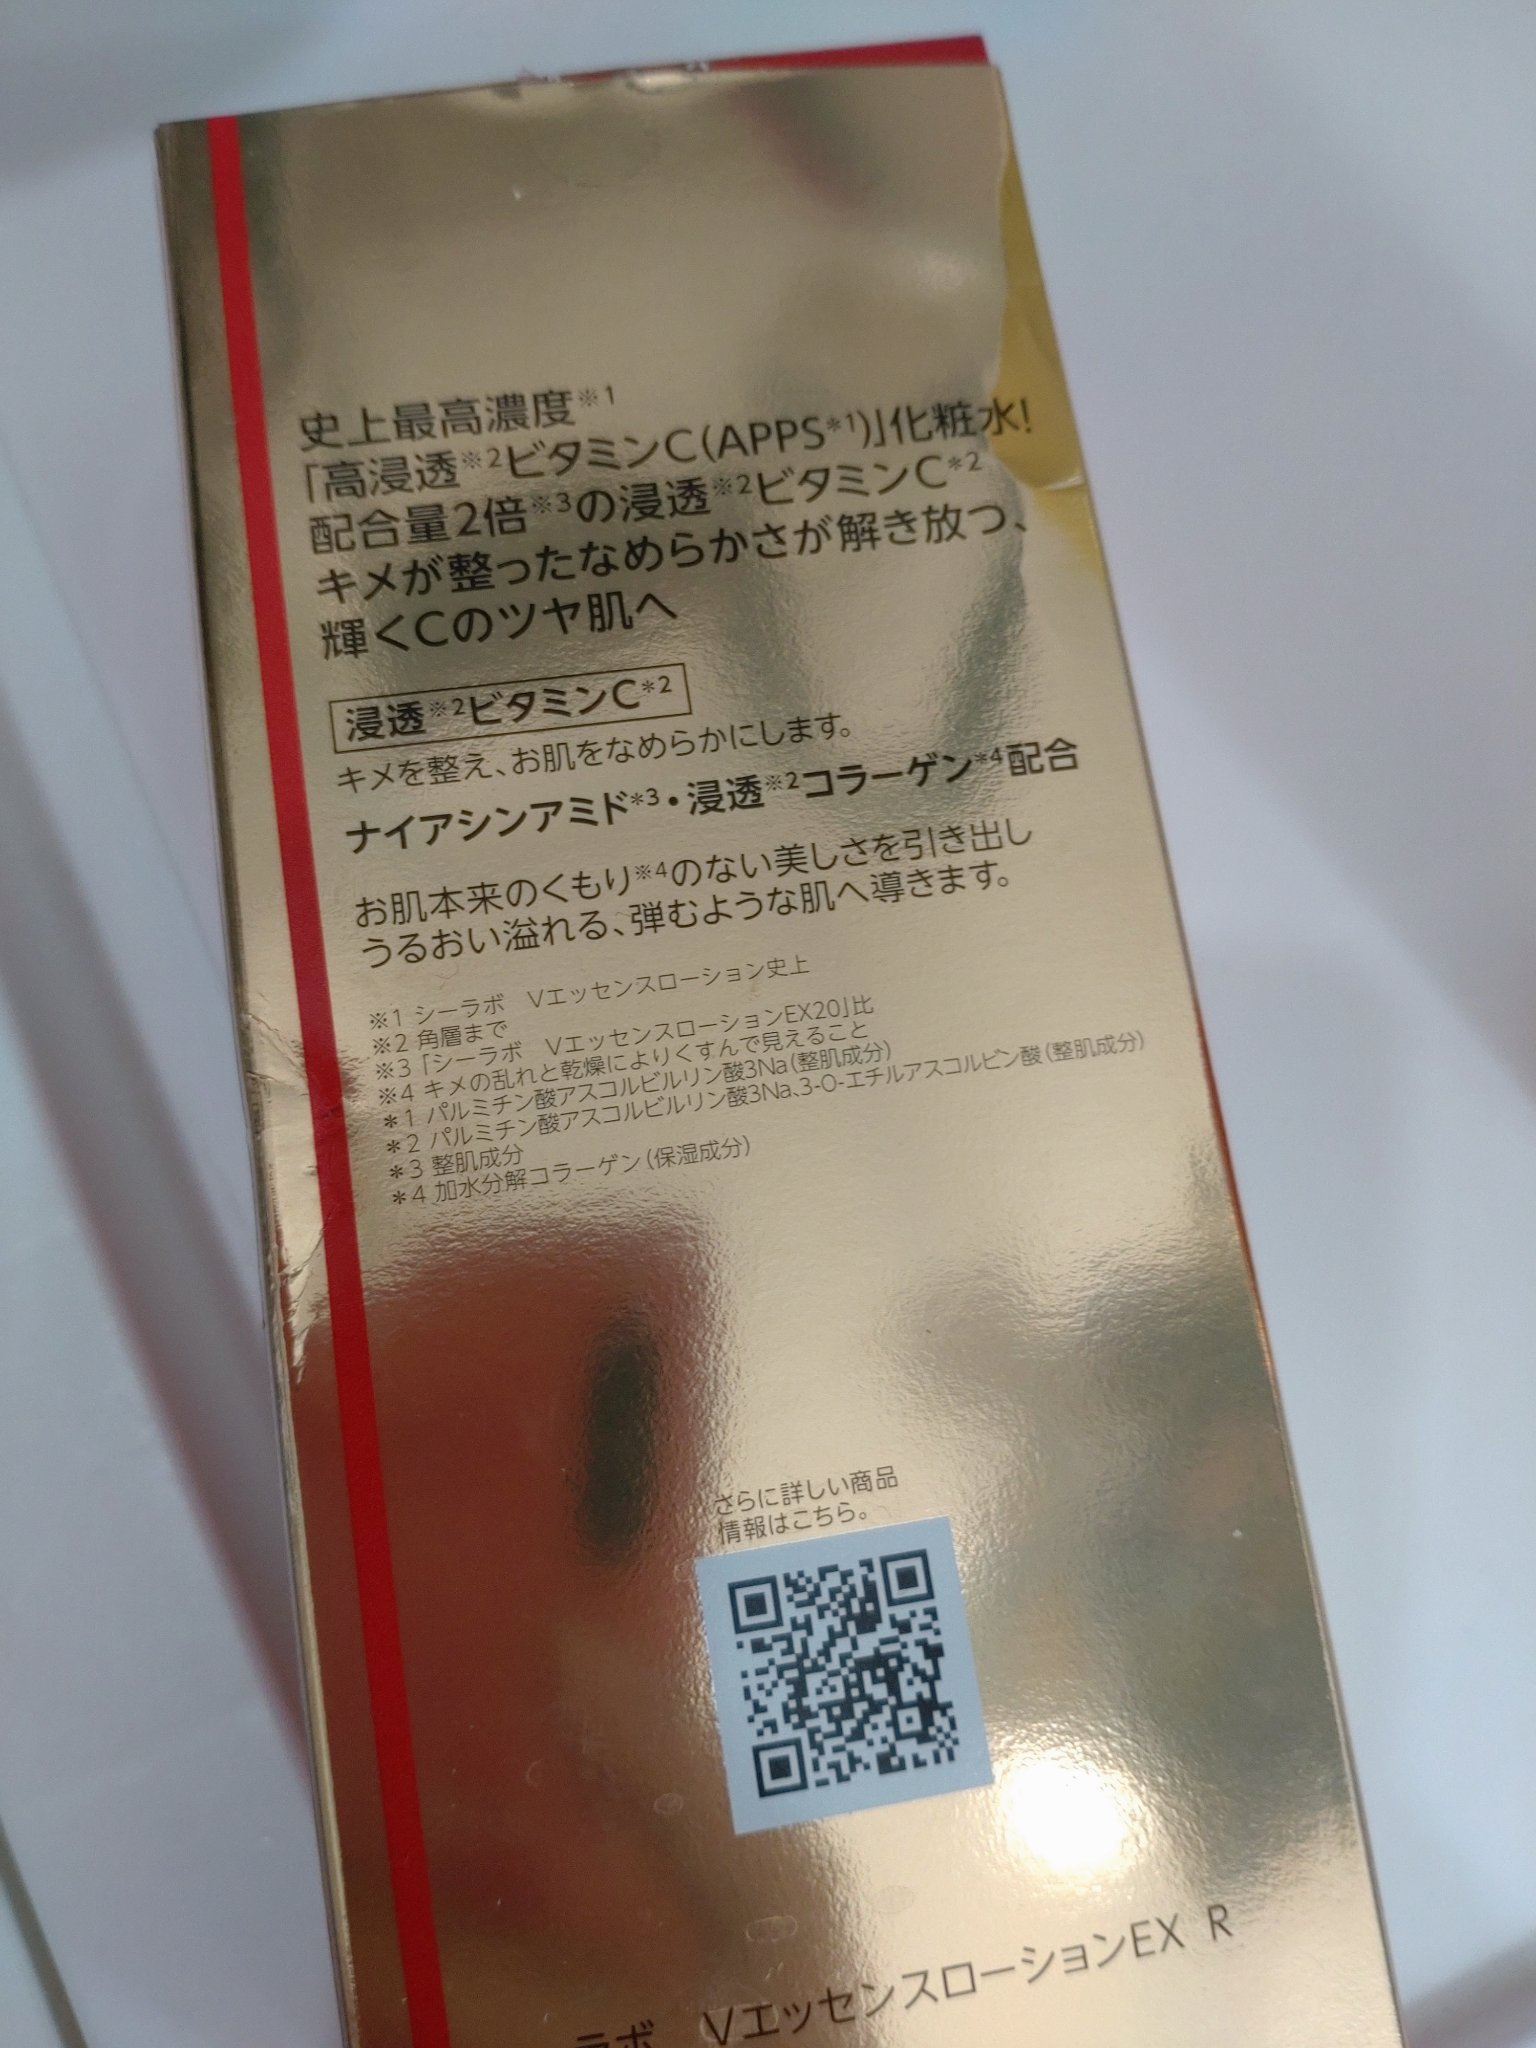 史上最高濃度※1
「高浸透※2ビタミンC(APPS*1)」化粧水!
配合量2倍※3の浸透※2ビタミンC*2
キメが整ったなめらかさが解き放つ、
輝くCのツヤ肌へ
浸透※2ビタミンC*2
キメを整え、お肌をなめらかにします。
ナイアシンアミド*3・浸透※2コラーゲン*4配合
お肌本来のくもり※4のない美しさを引き出し
うるおい溢れる、弾むような肌へ導きます。
※1 シーラボ Vエッセンスローション史上
※2 角層まで
※3「シーラボ VエッセンスローションEX20」比
※4 キメの乱れと乾燥によりくすんで見えること
*1 パルミチン酸アスコルビルリン酸3Na(整肌成分)
*2 パルミチン酸アスコルビルリン酸3Na、3-O-エチルアスコルビン酸(整肌成分)
*3 整肌成分
*4 加水分解コラーゲン(保湿成分)
さらに詳しい商品
情報はこちら。
ラボ VエッセンスローションEX R